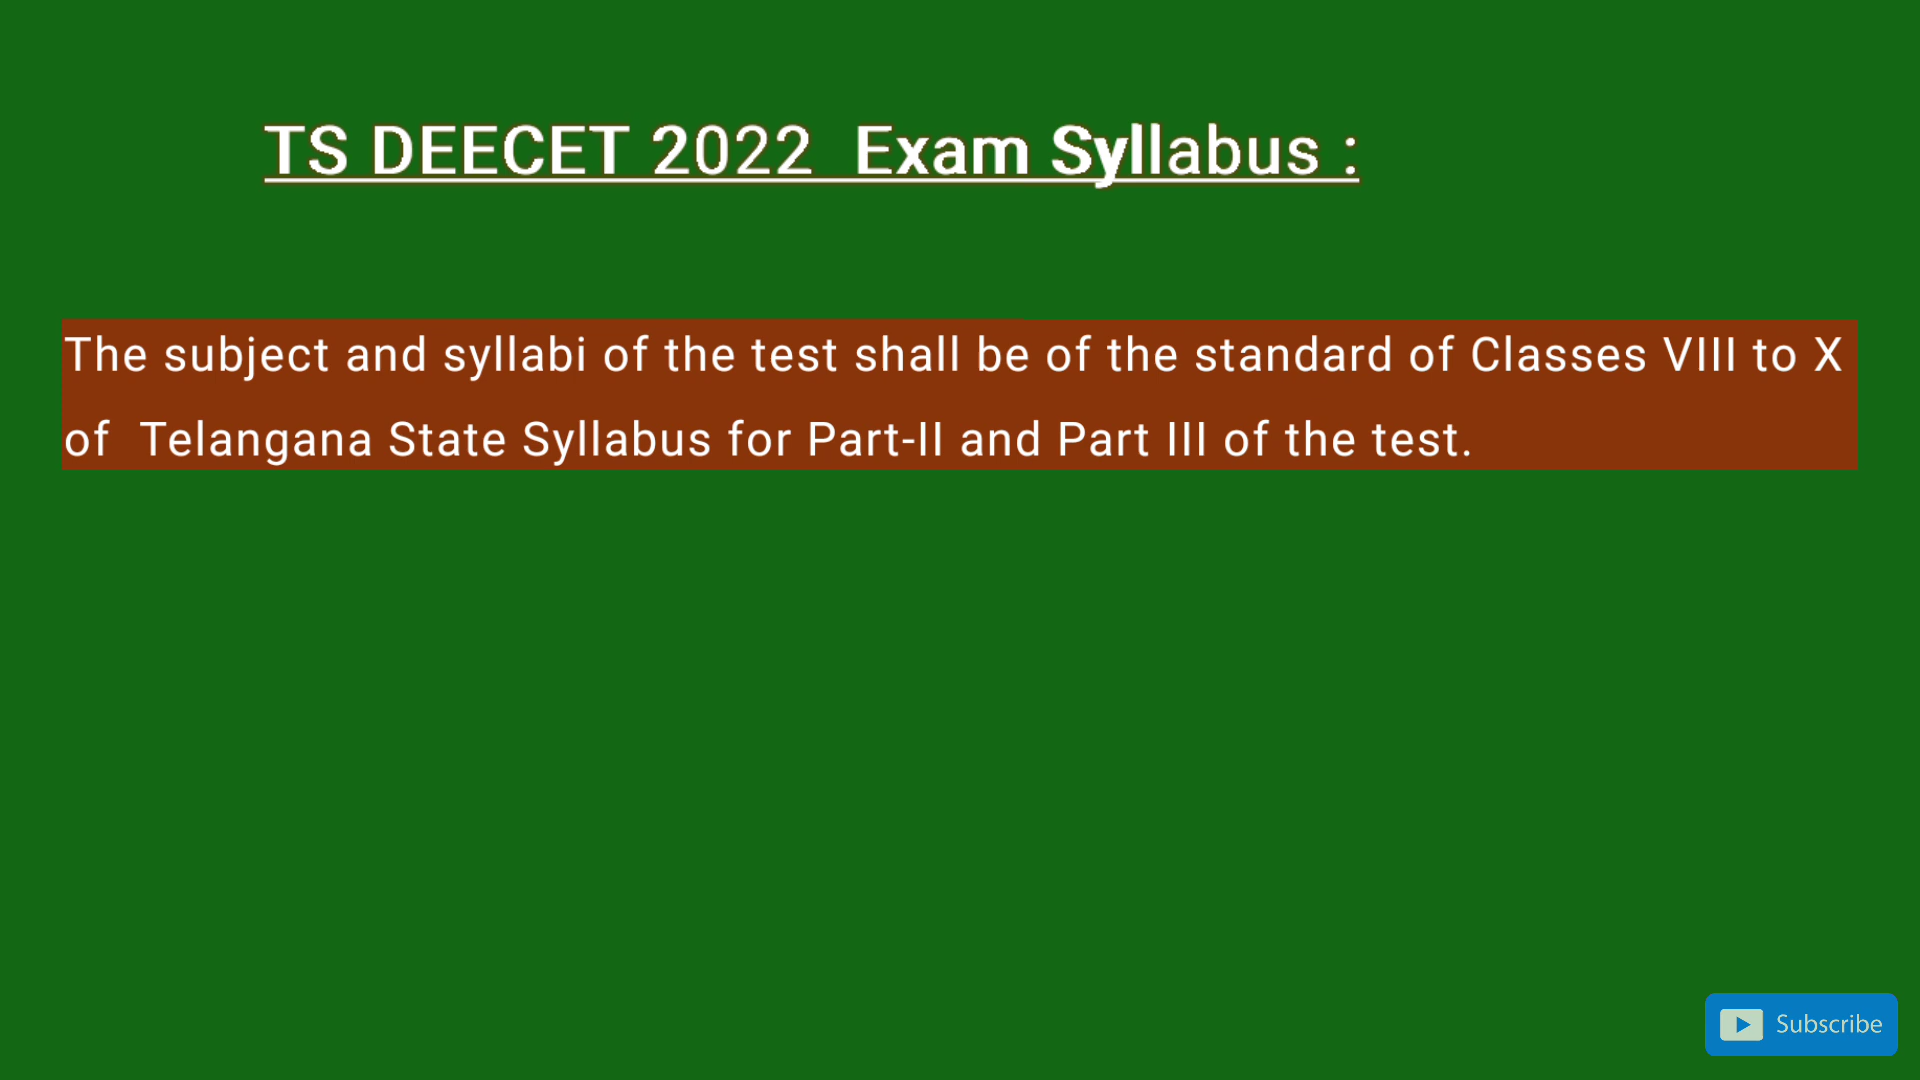 TS DEECET 2022  Exam Syllabus :
The subject and syllabi of the test shall be of the standard of Classes VIII to X
of  Telangana State Syllabus for Part-II and Part III of the test.
Subscribe